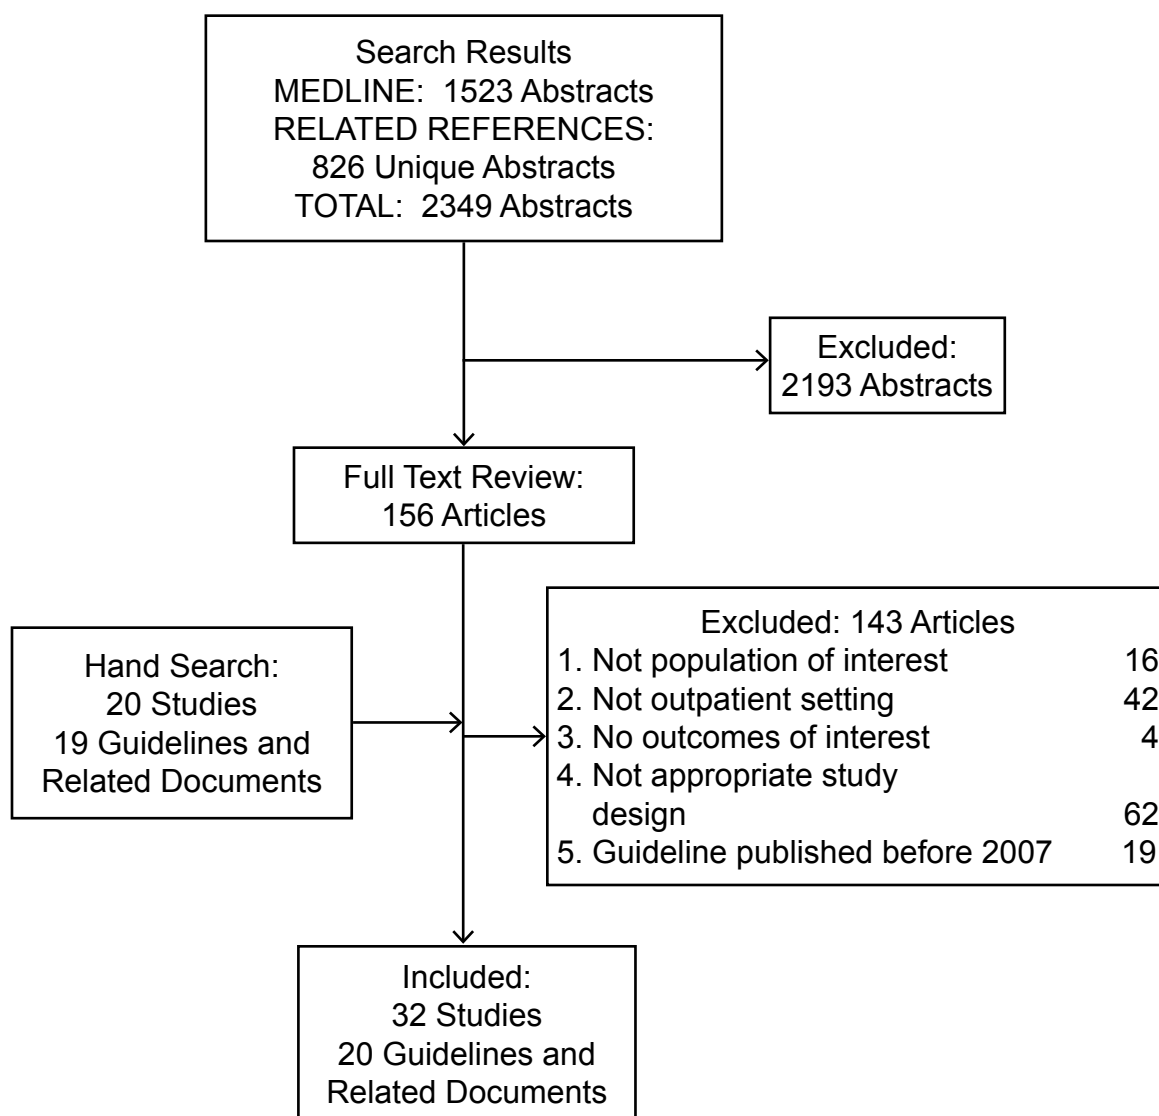 Search Results
MEDLINE: 1523 Abstracts
RELATED REFERENCES:
826 Unique Abstracts
TOTAL: 2349 Abstracts
Excluded:
2193 Abstracts
Full Text Review:
156 Articles
Hand Search:
20 Studies
19 Guidelines and
Related Documents
Excluded: 143 Articles
1. Not population of interest 16
2. Not outpatient setting 42
3. No outcomes of interest 4
4. Not appropriate study
design 62
5. Guideline published before 2007 19
Included:
32 Studies
20 Guidelines and
Related Documents